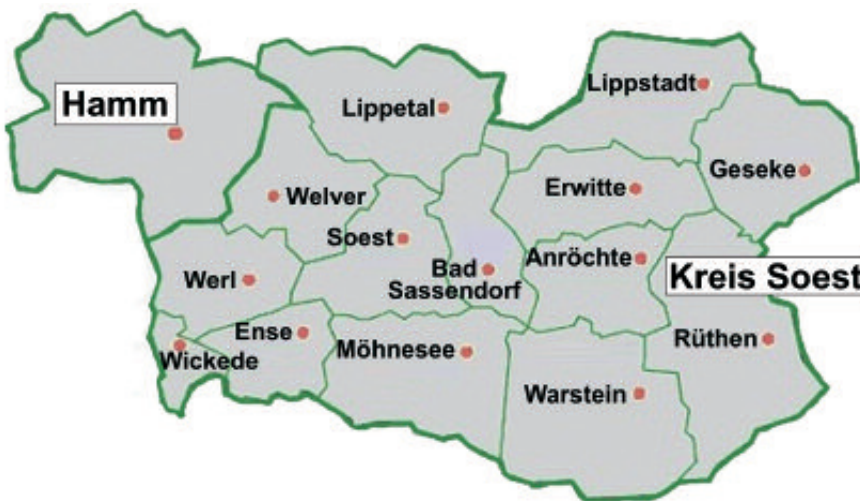 Hamm
Lippetal
Lippstadt
Geseke
Welver
Erwitte
Soest
Anröchte
Bad
Sassendorf
Kreis Soest
Werl
Ense
Wickede
Möhnesee
Rüthen
Warstein